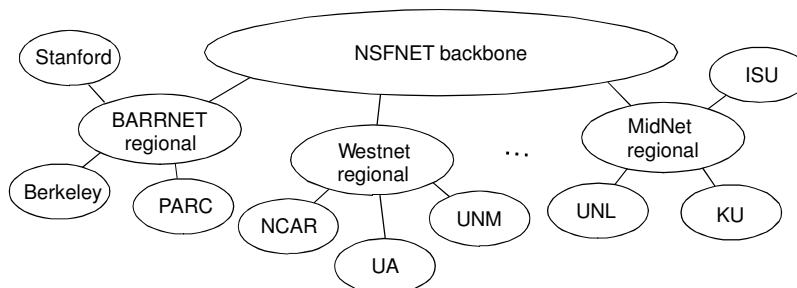 NSFNET backbone
Stanford
ISU
BARRNET
regional
MidNet
regional
Westnet
regional
...
Berkeley
PARC
NCAR
UNM
UNL
KU
UA